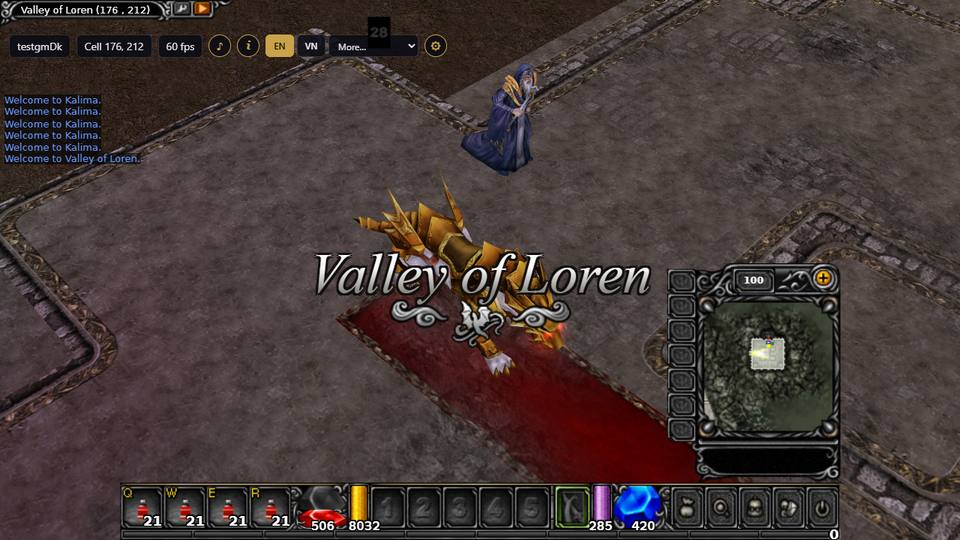 Valley of Loren (176 , 212)
28
testgmDk
Cell 176, 212
60 fps
EN
VN
More...
Welcome to Kalima.
Welcome to Kalima.
Welcome to Kalima.
Welcome to Kalima.
Welcome to Kalima.
Welcome to Valley of Loren.
Valley of Loren
100
Q W E R
21 21 21 21
506
8032
1 2 3 4 5
285
420
0